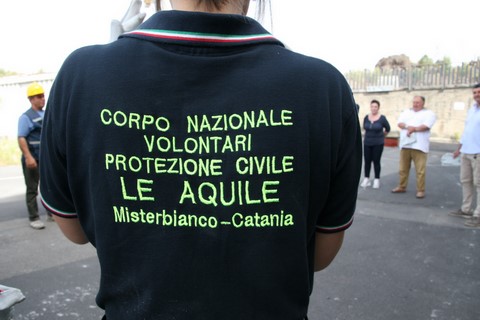 CORPO NAZIONALE
VOLONTARI
PROTEZIONE CIVILE
LE AQUILE
Misterbianco-Catania